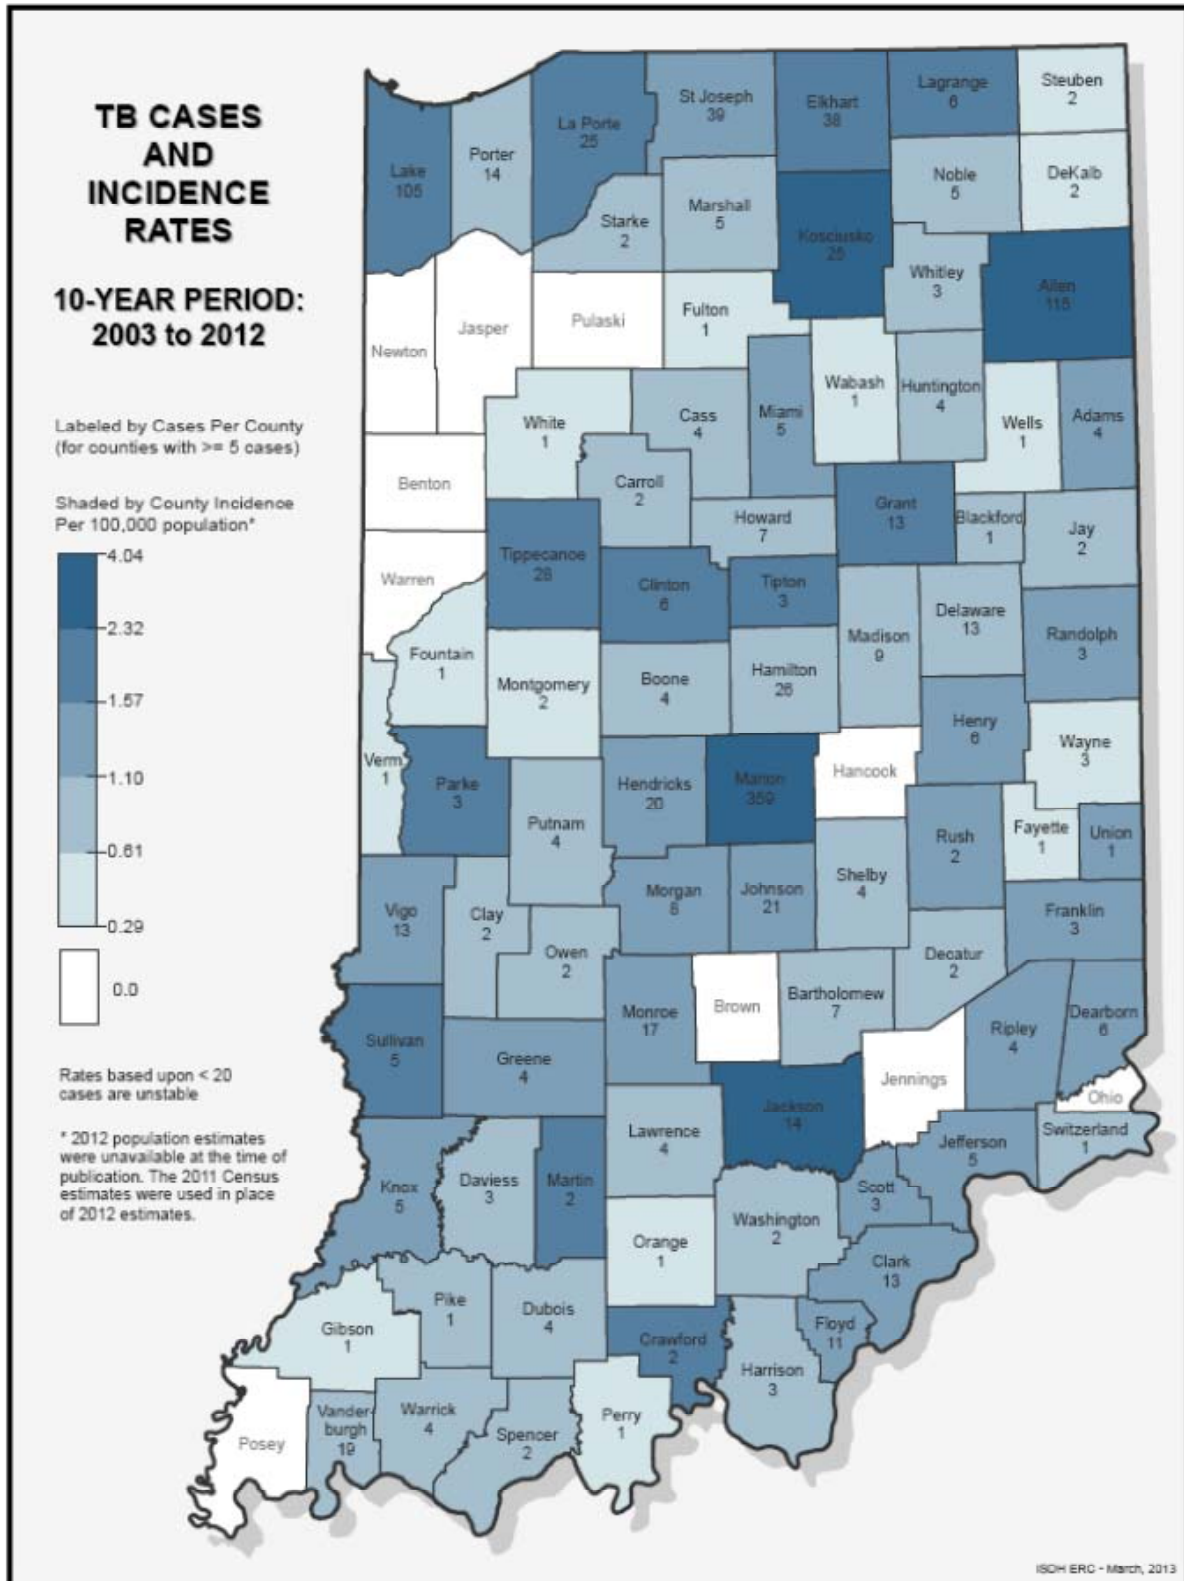 TB CASES
AND
INCIDENCE
RATES
10-YEAR PERIOD:
2003 to 2012
Labeled by Cases Per County
(for counties with >= 5 cases)
Shaded by County Incidence
Per 100,000 population*
4.04
2.32
1.57
1.10
0.61
0.29
0.0
Rates based upon < 20
cases are unstable
* 2012 population estimates
were unavailable at the time of
publication. The 2011 Census
estimates were used in place
of 2012 estimates.
Lake
105
Porter
14
La Porte
25
St Joseph
39
Elkhart
38
Lagrange
6
Steuben
2
Noble
5
DeKalb
2
Starke
2
Marshall
5
Kosciusko
25
Whitley
3
Allen
115
Newton
Jasper
Pulaski
Fulton
1
White
1
Cass
4
Miami
5
Wabash
1
Huntington
4
Wells
1
Adams
4
Benton
Carroll
2
Howard
7
Grant
13
Blackford
1
Jay
2
Warren
Tippecanoe
28
Clinton
6
Tipton
3
Madison
9
Delaware
13
Randolph
3
Fountain
1
Montgomery
2
Boone
4
Hamilton
26
Henry
6
Wayne
3
Verm.
1
Parke
3
Putnam
4
Hendricks
20
Marion
359
Hancock
Rush
2
Fayette
1
Union
1
Vigo
13
Clay
2
Owen
2
Morgan
Johnson
21
Shelby
4
Decatur
2
Franklin
3
Sullivan
5
Greene
4
Monroe
17
Brown
Bartholomew
7
Jennings
Ripley
4
Dearborn
6
Ohio
Switzerland
1
Jefferson
5
Jackson
14
Lawrence
4
Knox
5
Daviess
3
Martin
2
Orange
1
Washington
2
Scott
3
Clark
13
Floyd
11
Gibson
1
Pike
1
Dubois
4
Crawford
2
Harrison
3
Posey
Vander-
burgh
19
Warrick
4
Spencer
2
Perry
1
ISDH ERC - March, 2013